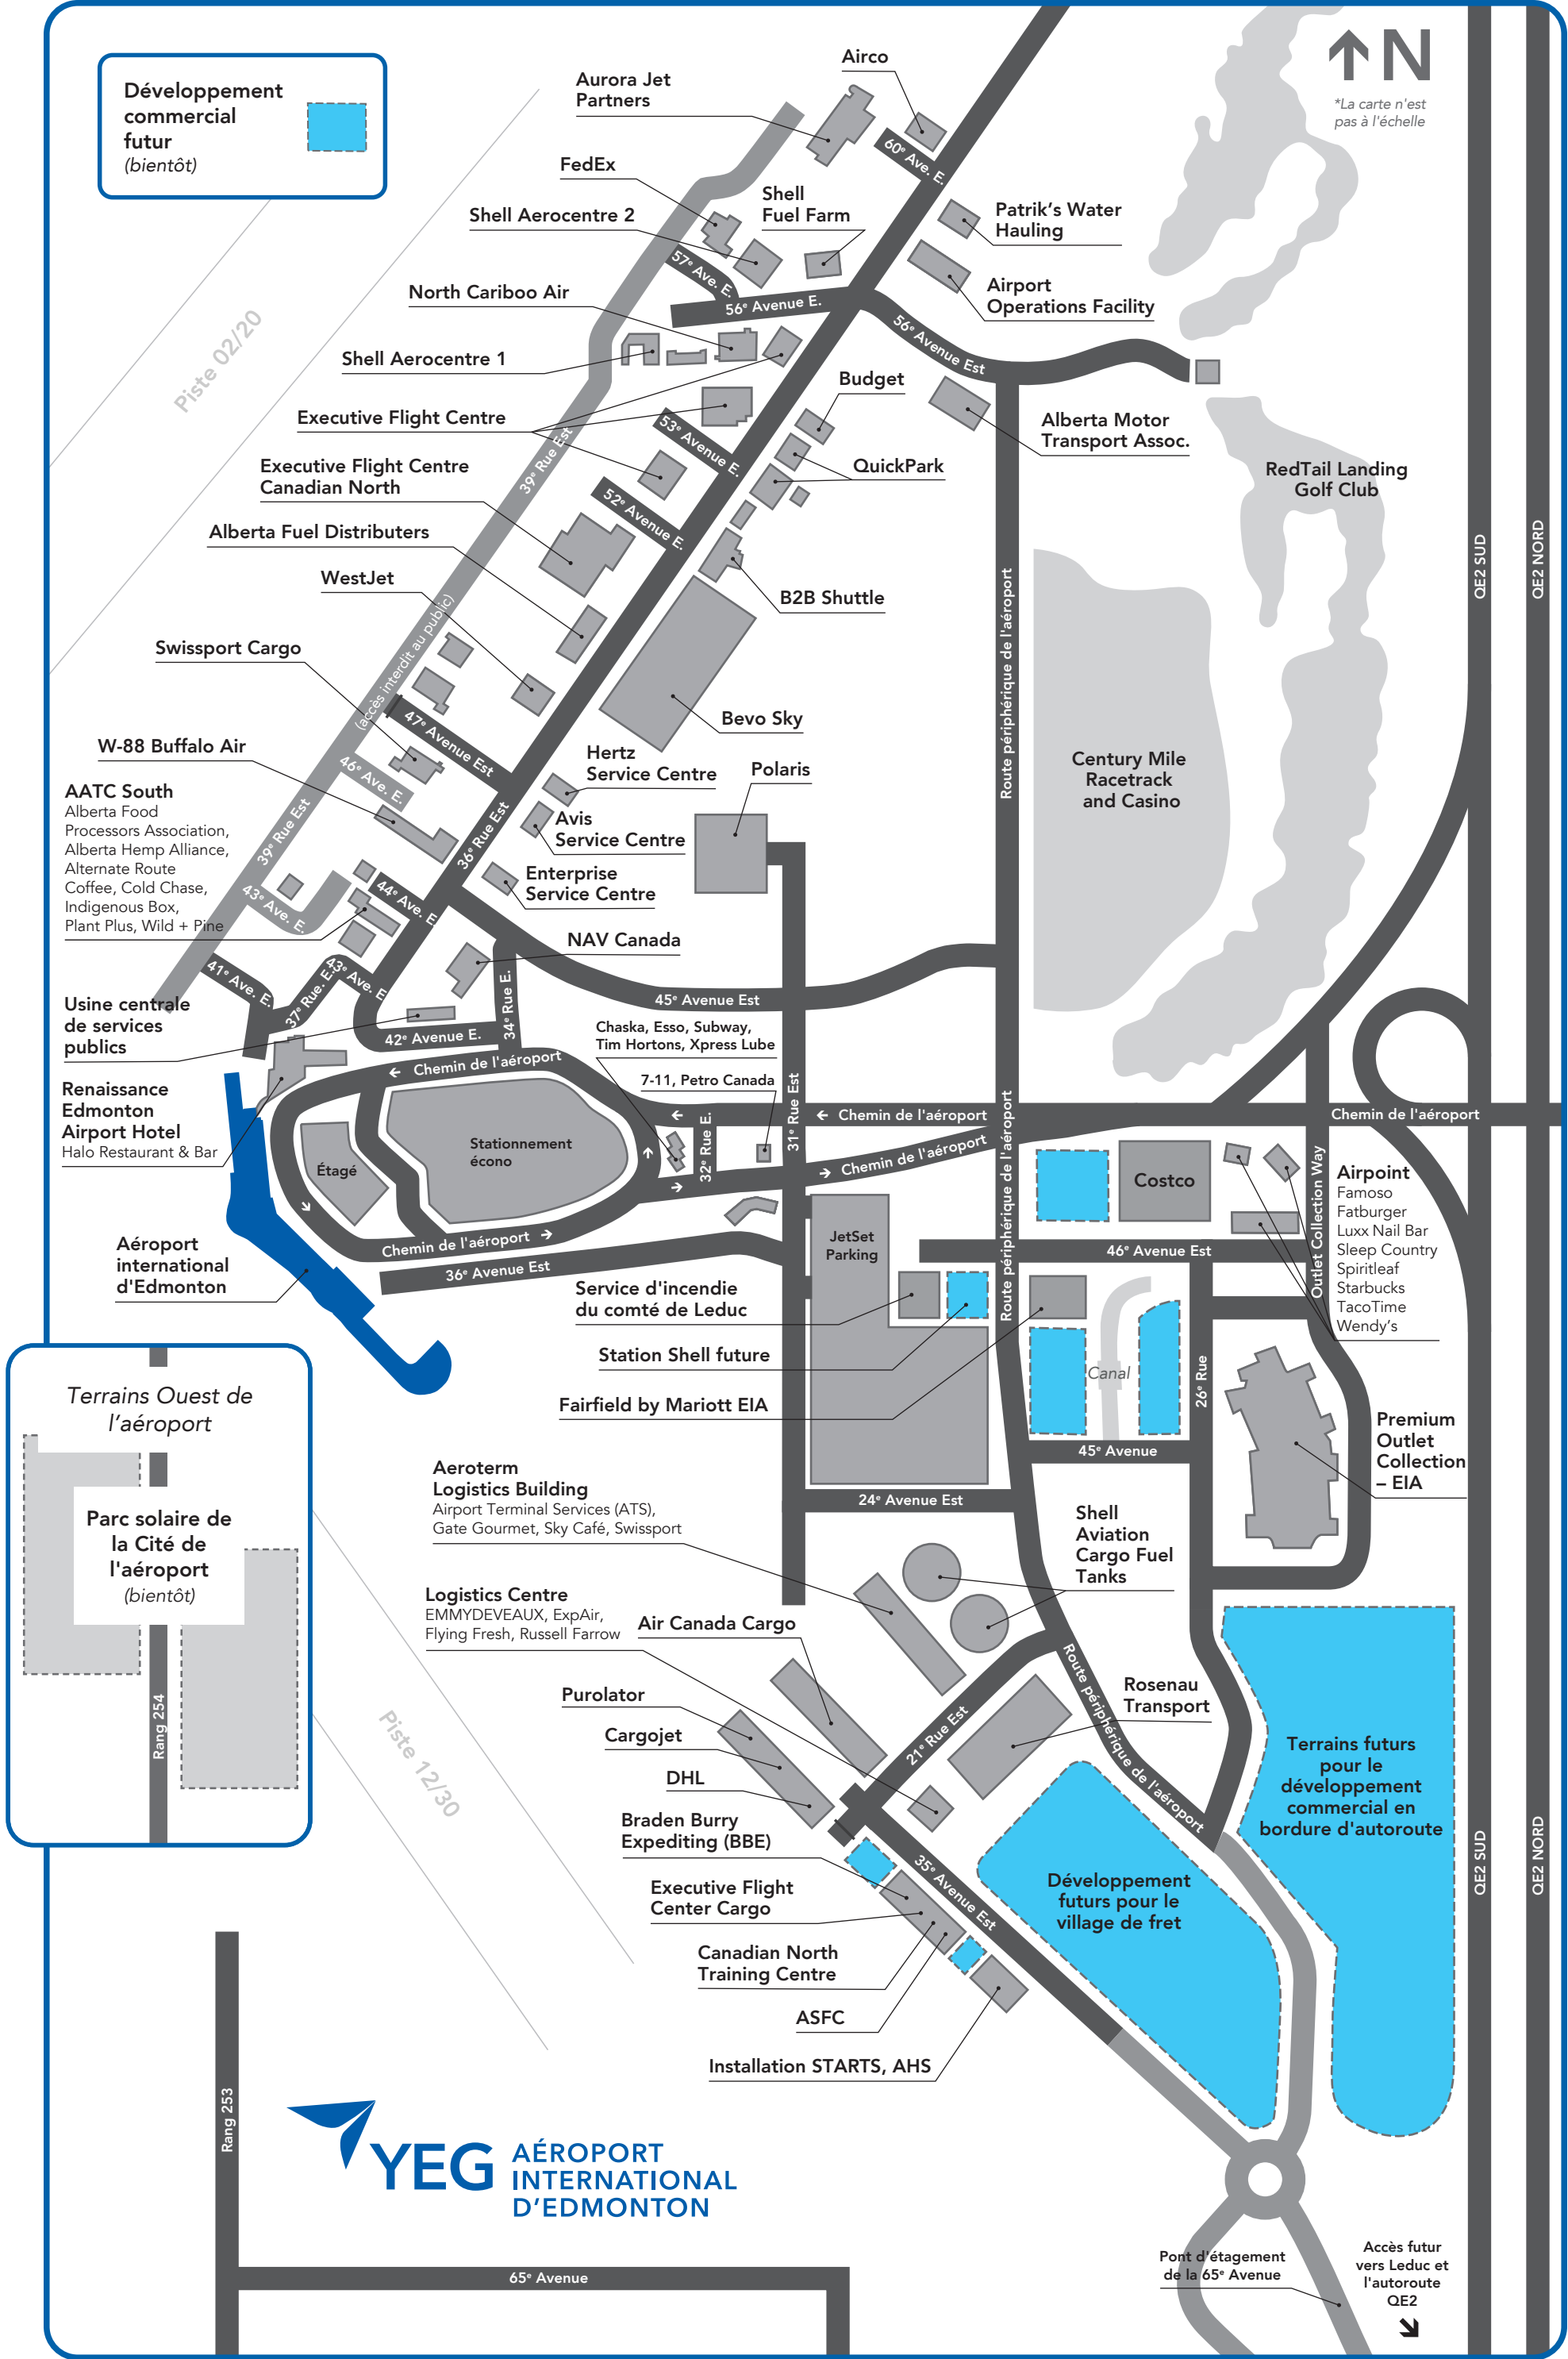 Développement
commercial
futur
(bientôt)
N
*La carte n'est
pas à l'échelle
Airco
Aurora Jet
Partners
60e Ave. E.
FedEx
Shell
Fuel Farm
Shell Aerocentre 2
Patrik's Water
Hauling
57e Ave. E.
Airport
Operations Facility
North Cariboo Air
56e Avenue E.
56e Avenue Est
Piste 02/20
Shell Aerocentre 1
Budget
Executive Flight Centre
53e Avenue E.
Alberta Motor
Transport Assoc.
39e Rue Est
QuickPark
RedTail Landing
Golf Club
Executive Flight Centre
Canadian North
52e Avenue E.
Alberta Fuel Distributers
QE2 SUD
QE2 NORD
WestJet
B2B Shuttle
Route périphérique de l'aéroport
(accès interdit au public)
Swissport Cargo
47e Avenue Est
Bevo Sky
W-88 Buffalo Air
46e Ave. E.
Hertz
Service Centre
Polaris
Century Mile
Racetrack
and Casino
AATC South
Alberta Food
Processors Association,
Alberta Hemp Alliance,
Alternate Route
Coffee, Cold Chase,
Indigenous Box,
Plant Plus, Wild + Pine
39e Rue Est
36e Rue Est
Avis
Service Centre
Enterprise
Service Centre
43e Ave. E.
44e Ave. E
NAV Canada
41e Ave. E.
37e Rue. E.
43e Ave. E
34e Rue E.
45e Avenue Est
Usine centrale
de services
publics
42e Avenue E.
Chaska, Esso, Subway,
Tim Hortons, Xpress Lube
Chemin de l'aéroport
7-11, Petro Canada
31e Rue Est
Renaissance
Edmonton
Airport Hotel
Halo Restaurant & Bar
Chemin de l'aéroport
Chemin de l'aéroport
Route périphérique de l'aéroport
Stationnement
écono
Étagé
32e Rue E.
Chemin de l'aéroport
Costco
Outlet Collection Way
Airpoint
Famoso
Fatburger
Luxx Nail Bar
Sleep Country
Spiritleaf
Starbucks
TacoTime
Wendy's
Chemin de l'aéroport
JetSet
Parking
46e Avenue Est
Aéroport
international
d'Edmonton
36e Avenue Est
Service d'incendie
du comté de Leduc
Station Shell future
Canal
26e Rue
Fairfield by Mariott EIA
Terrains Ouest de
l'aéroport
Premium
Outlet
Collection
– EIA
45e Avenue
Aeroterm
Logistics Building
Airport Terminal Services (ATS),
Gate Gourmet, Sky Café, Swissport
24e Avenue Est
Shell
Aviation
Cargo Fuel
Tanks
Parc solaire de
la Cité de
l'aéroport
(bientôt)
Rang 254
Logistics Centre
EMMYDEVEAUX, ExpAir,
Flying Fresh, Russell Farrow
Air Canada Cargo
Route périphérique de l'aéroport
Rosenau
Transport
Purolator
21e Rue Est
Piste 12/30
Cargojet
Terrains futurs
pour le
développement
commercial en
bordure d'autoroute
DHL
Braden Burry
Expediting (BBE)
35e Avenue Est
QE2 SUD
QE2 NORD
Développement
futurs pour le
village de fret
Executive Flight
Center Cargo
Canadian North
Training Centre
ASFC
Installation STARTS, AHS
Rang 253
YEG
AÉROPORT
INTERNATIONAL
D'EDMONTON
65e Avenue
Pont d'étagement
de la 65e Avenue
Accès futur
vers Leduc et
l'autoroute
QE2